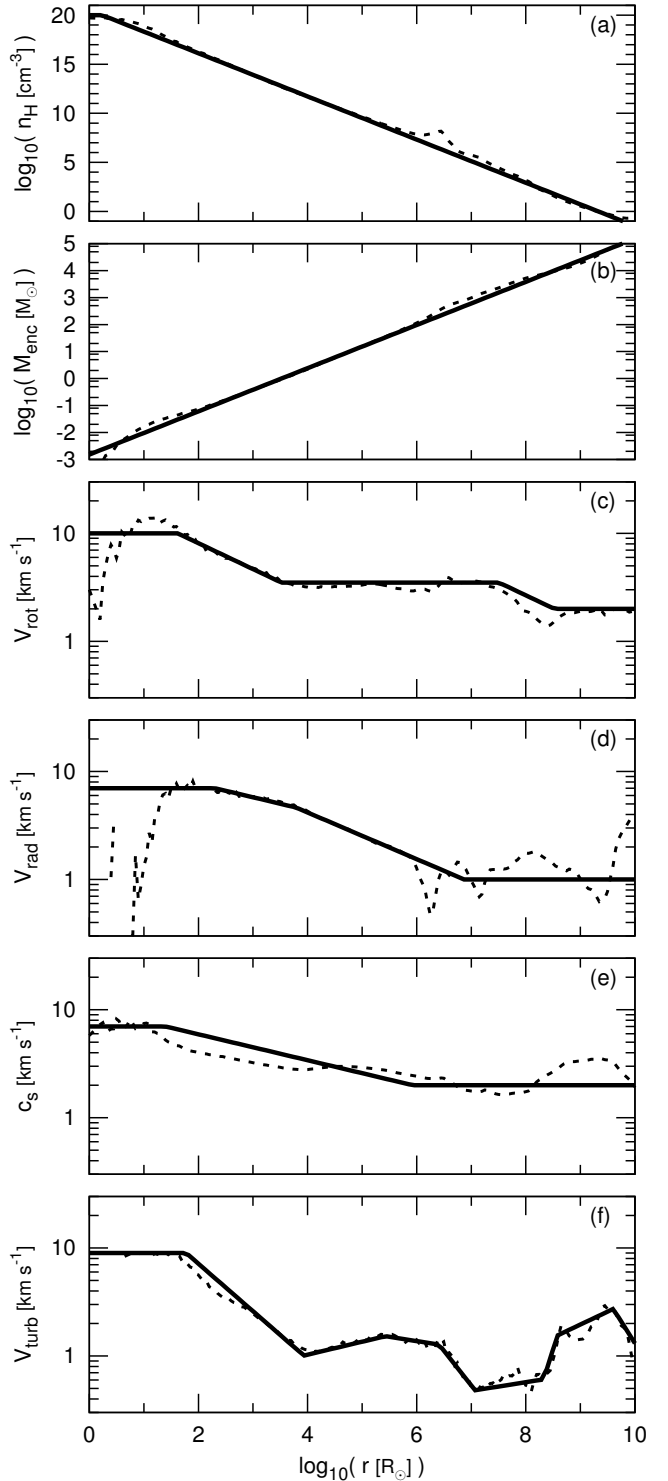 (a)
log10( nH [cm-3]
20
15
10
5
0
(b)
log10( Menc [M⊙]
5
4
3
2
1
0
-1
-2
-3
(c)
Vrot [km s-1]
10
1
(d)
Vrad [km s-1]
10
1
(e)
cs [km s-1]
10
1
(f)
Vturb [km s-1]
10
1
0 2 4 6 8 10
log10( r [R⊙] )